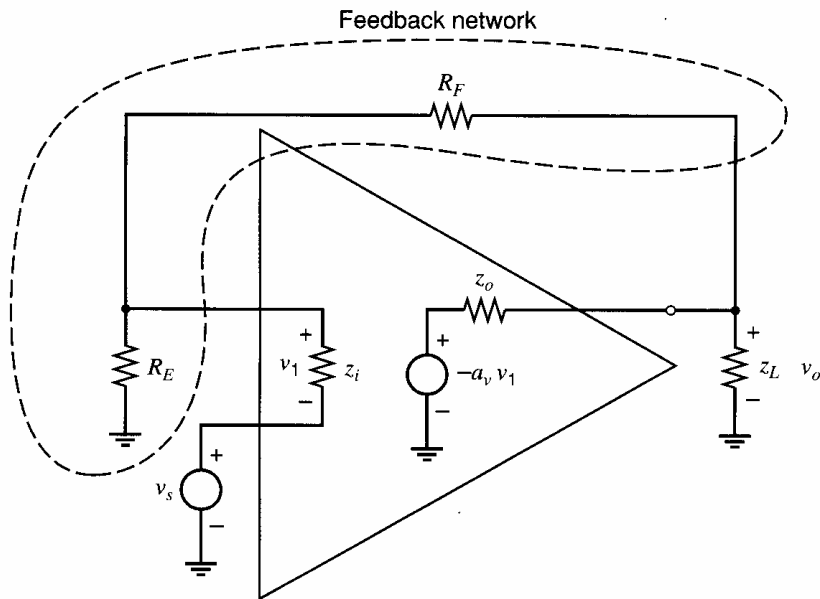 Feedback network
R_F
z_o
+
+
+
R_E
v_1
z_i
−a_v v_1
z_L
v_o
−
−
−
+
v_s
−